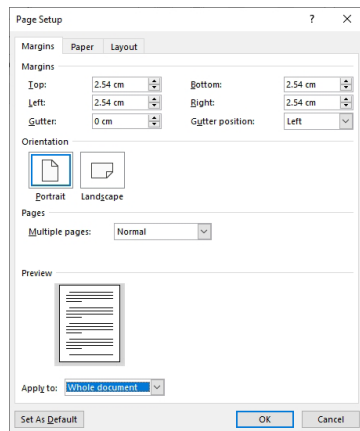 Page Setup ? X
Margins Paper Layout
Margins
Top: 2.54 cm Bottom: 2.54 cm
Left: 2.54 cm Right: 2.54 cm
Gutter: 0 cm Gutter position: Left
Orientation
Portrait Landscape
Pages
Multiple pages: Normal
Preview
Apply to: Whole document
Set As Default OK Cancel